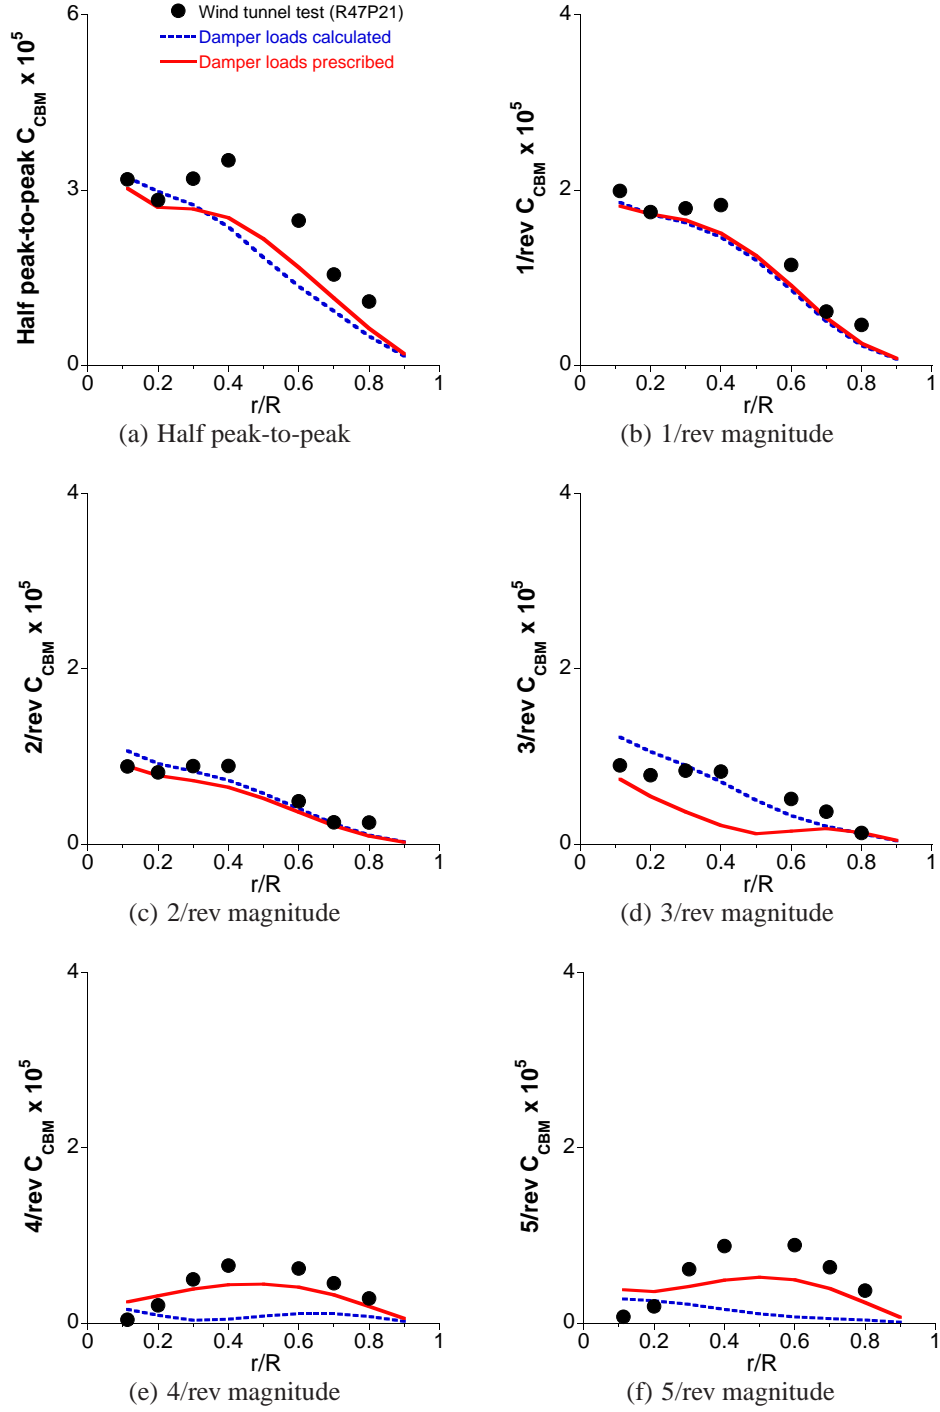 Wind tunnel test (R47P21)
Damper loads calculated
Damper loads prescribed
Half peak-to-peak C_CBM x 10^5
6
3
0
0 0.2 0.4 0.6 0.8 1
r/R
(a) Half peak-to-peak
1/rev C_CBM x 10^5
4
2
0
0 0.2 0.4 0.6 0.8 1
r/R
(b) 1/rev magnitude
2/rev C_CBM x 10^5
4
2
0
0 0.2 0.4 0.6 0.8 1
r/R
(c) 2/rev magnitude
3/rev C_CBM x 10^5
4
2
0
0 0.2 0.4 0.6 0.8 1
r/R
(d) 3/rev magnitude
4/rev C_CBM x 10^5
4
2
0
0 0.2 0.4 0.6 0.8 1
r/R
(e) 4/rev magnitude
5/rev C_CBM x 10^5
4
2
0
0 0.2 0.4 0.6 0.8 1
r/R
(f) 5/rev magnitude